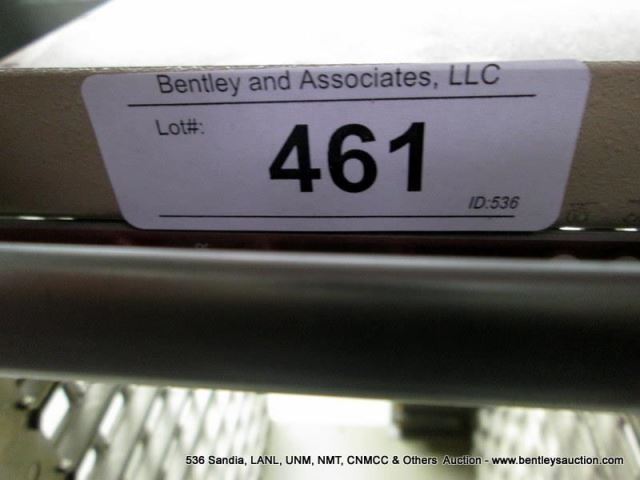 Bentley and Associates, LLC
Lot#:
461
ID:536
536 Sandia, LANL, UNM, NMT, CNMCC & Others  Auction - www.bentleysauction.com